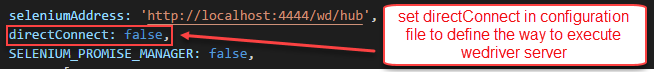 seleniumAddress: 'http://localhost:4444/wd/hub',
directConnect: false,
SELENIUM_PROMISE_MANAGER: false,
set directConnect in configuration
file to define the way to execute
wedriver server